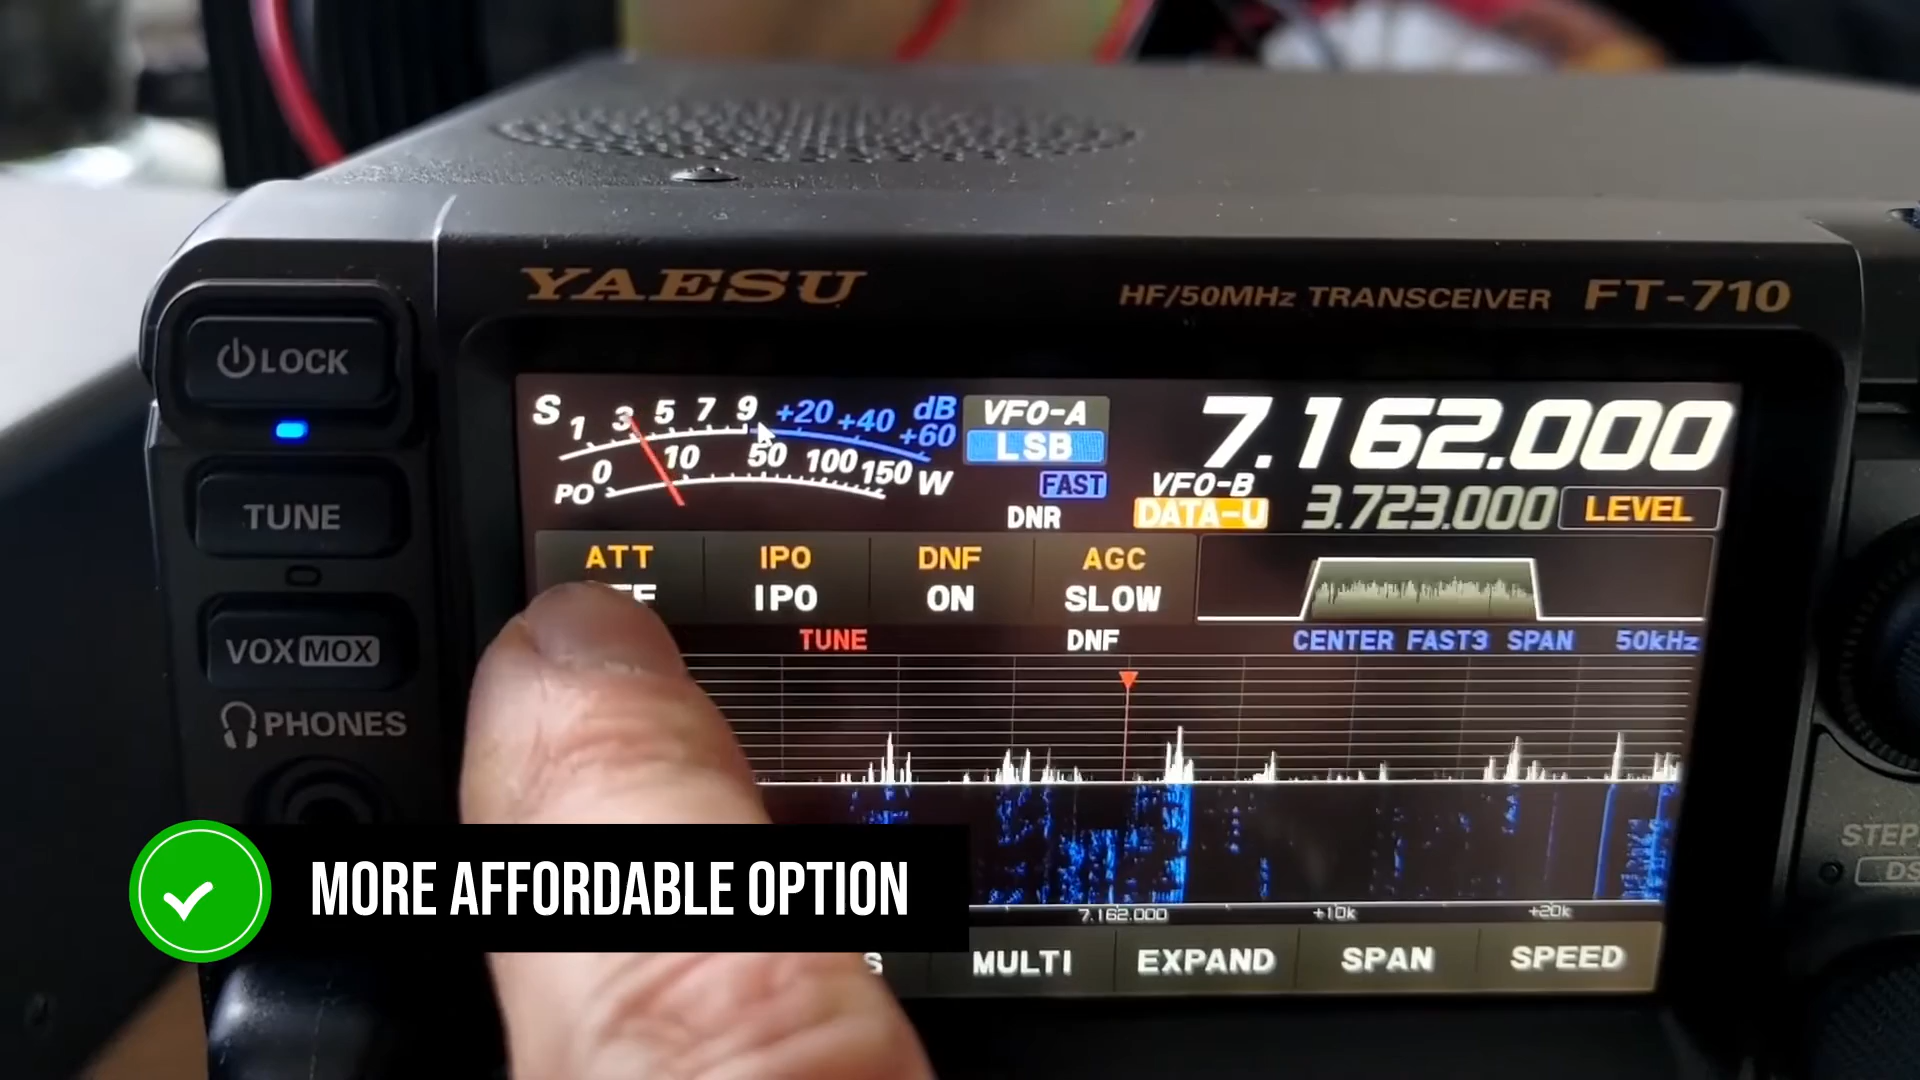 YAESU
HF/50MHz TRANSCEIVER FT-710
LOCK
TUNE
VOX MOX
PHONES
S 1 3 5 7 9 +20 +40 +60 dB
PO 0 10 50 100 150 W
VFO-A
LSB
7.162.000
FAST
VFO-B
DNR
DATA-U
3.723.000
LEVEL
ATT IPO DNF AGC
IPO ON SLOW
TUNE DNF CENTER FAST3 SPAN 50kHz
7.162.000 +10k +20k
MULTI EXPAND SPAN SPEED
STEP
MORE AFFORDABLE OPTION